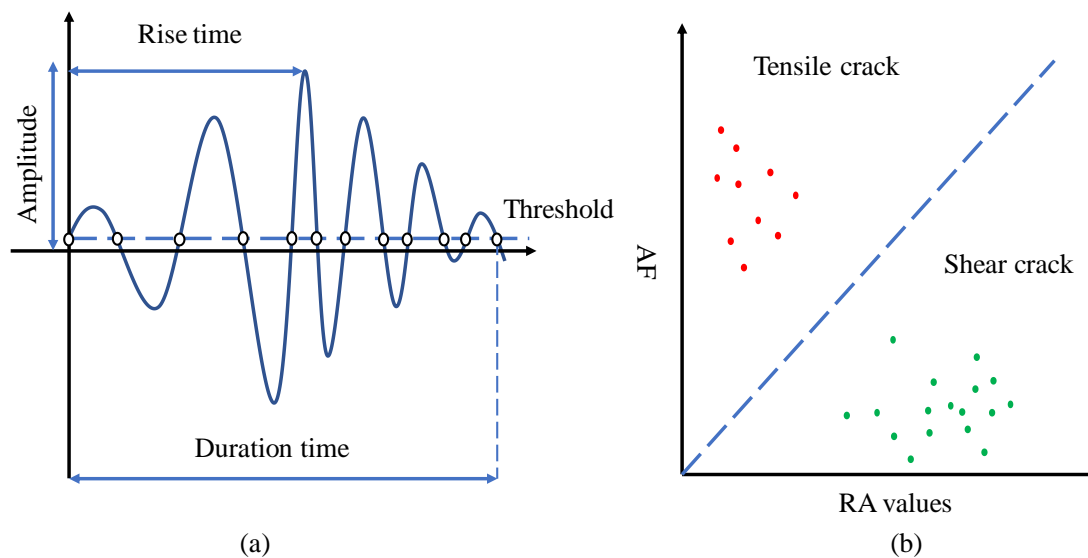 Rise time
Amplitude
Threshold
Duration time
(a)
Tensile crack
AF
Shear crack
RA values
(b)